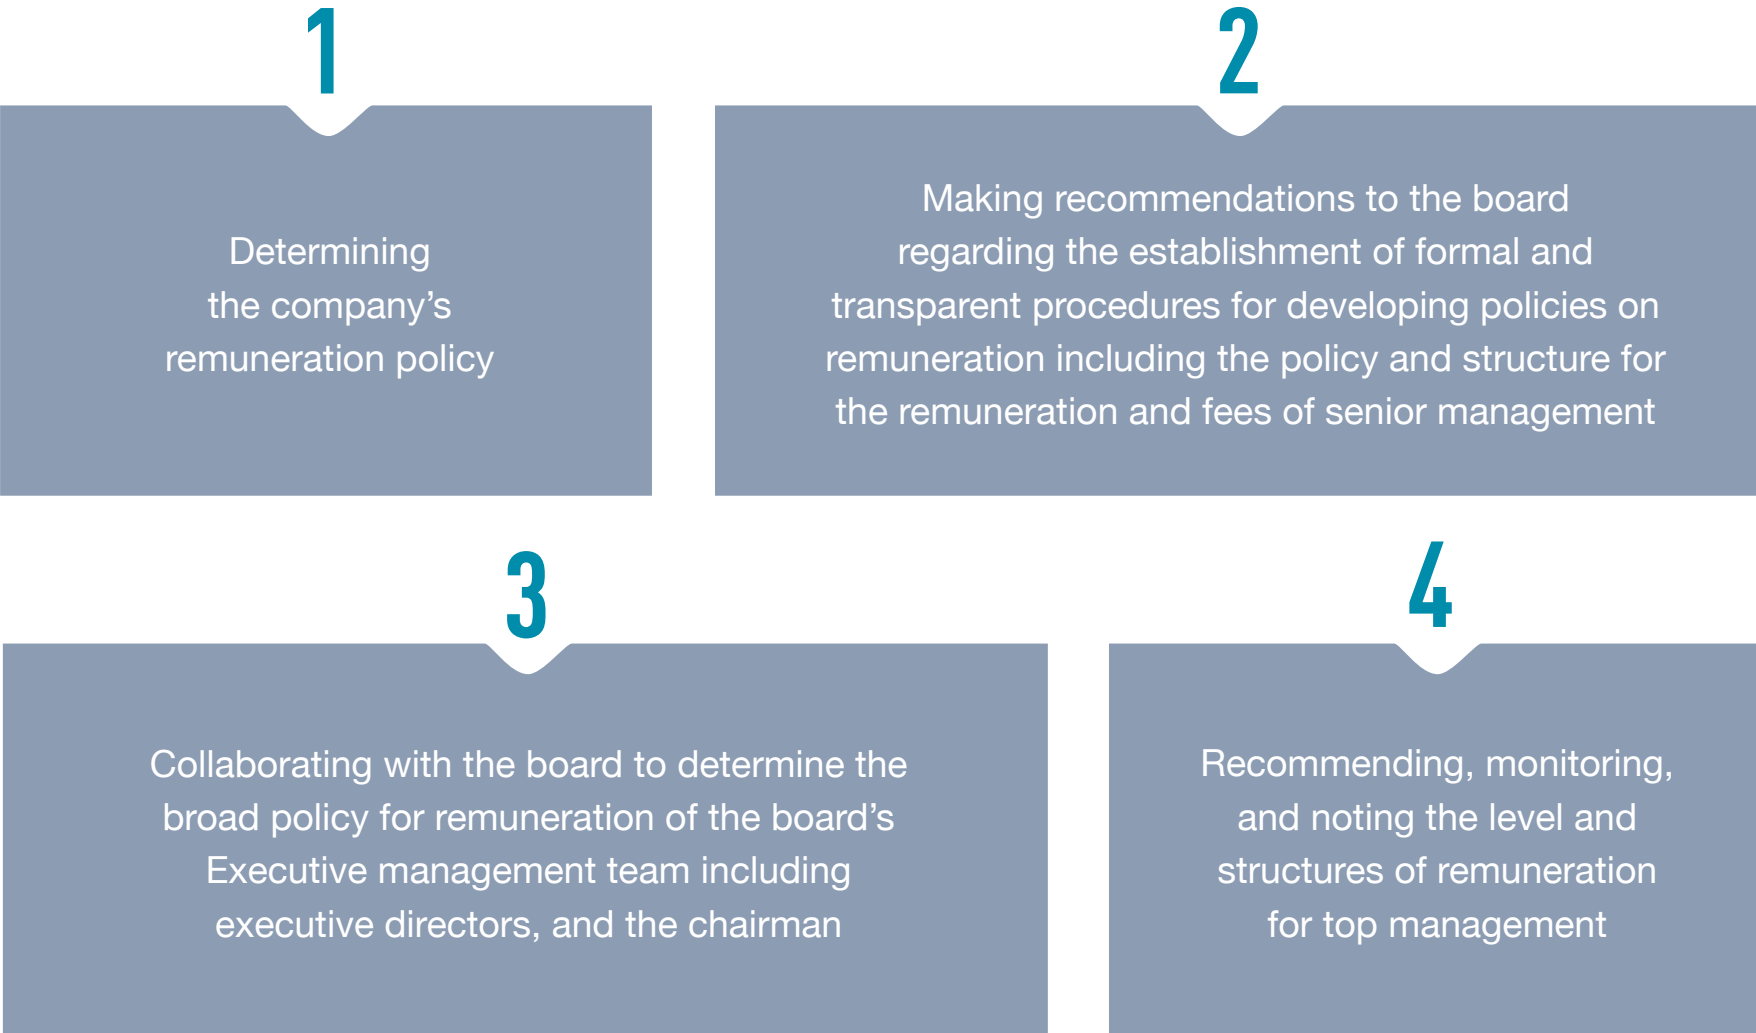 1
Determining
the company’s
remuneration policy
2
Making recommendations to the board
regarding the establishment of formal and
transparent procedures for developing policies on
remuneration including the policy and structure for
the remuneration and fees of senior management
3
Collaborating with the board to determine the
broad policy for remuneration of the board’s
Executive management team including
executive directors, and the chairman
4
Recommending, monitoring,
and noting the level and
structures of remuneration
for top management